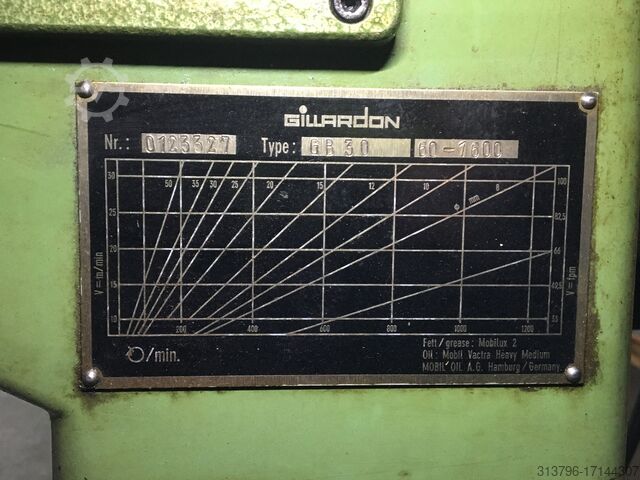 GILLARDON
Nr.: 0123327 Type: GB 30 60-1600
30 50 35 30 25 20 16 12 10 8 100
25 ø mm 82,5
20 66
15 49,5
10 33
V = m/min V = fpm
200 400 600 800 1000 1200
/min.
Fett/grease: Mobilux 2
Oil: Mobil Vactra Heavy Medium
MOBIL OIL A.G. Hamburg/Germany
313796-17144307